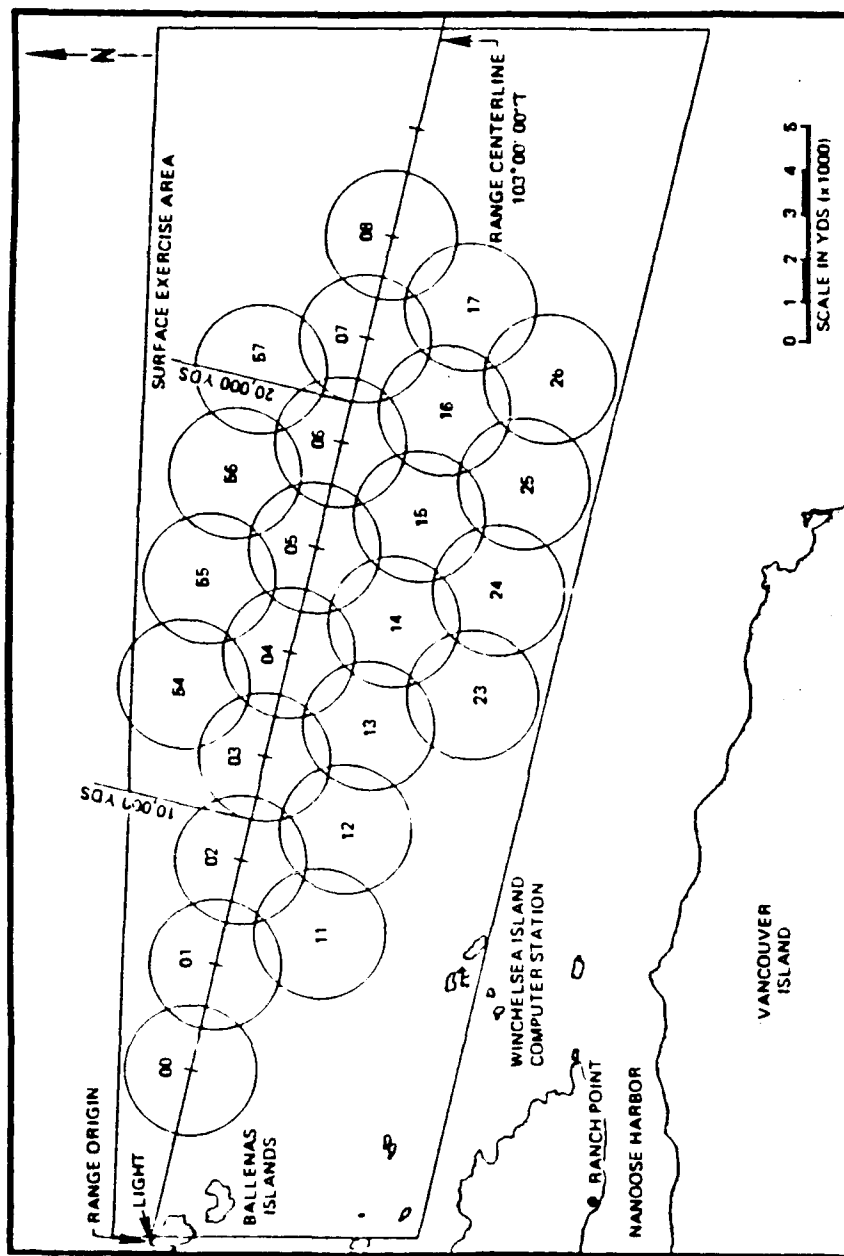 N
SURFACE EXERCISE AREA
RANGE ORIGIN
LIGHT
BALLENAS
ISLANDS
10,000 YDS
20,000 YDS
54
55
56
57
00
01
02
03
04
05
06
07
08
11
12
13
14
15
16
17
23
24
25
26
RANGE CENTERLINE
103° 00' 00"T
WINCHELSEA ISLAND
COMPUTER STATION
RANCH POINT
NANOOSE HARBOR
VANCOUVER
ISLAND
0 1 2 3 4 5
SCALE IN YDS (x 1000)